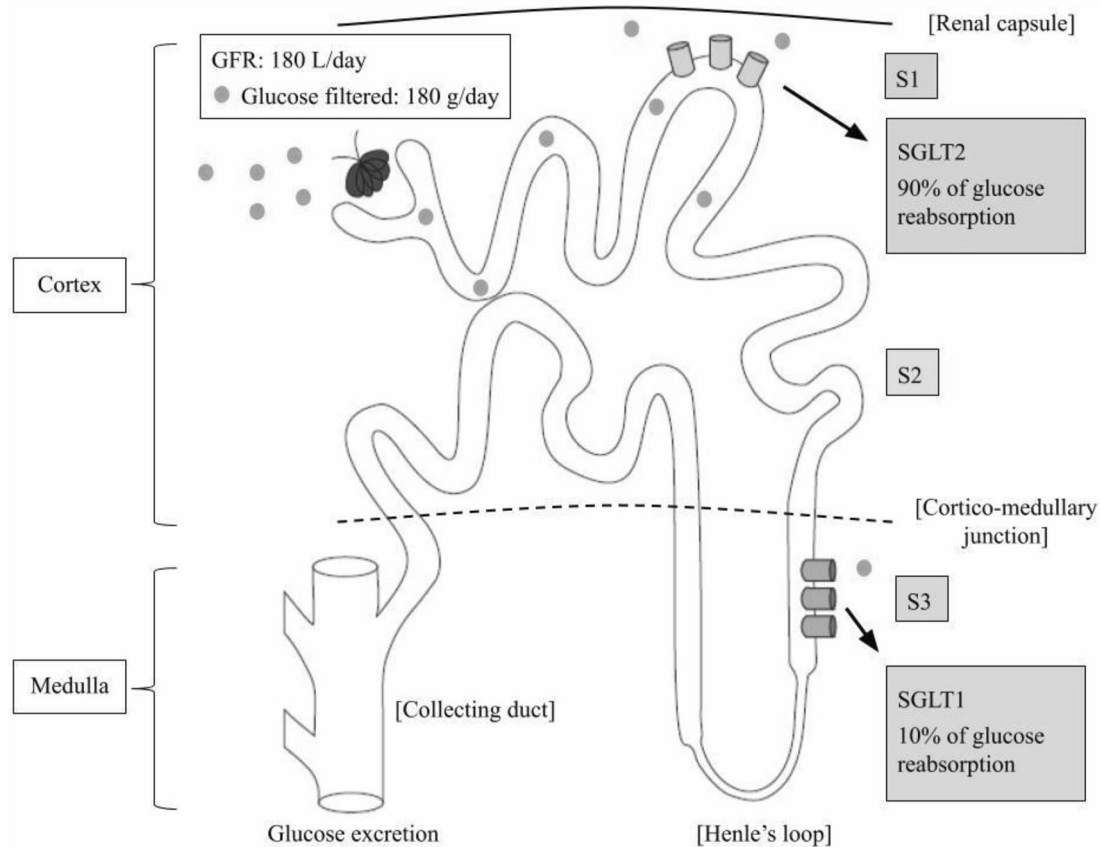 [Renal capsule]
GFR: 180 L/day
Glucose filtered: 180 g/day
S1
SGLT2
90% of glucose
reabsorption
Cortex
S2
[Cortico-medullary
junction]
S3
Medulla
[Collecting duct]
SGLT1
10% of glucose
reabsorption
Glucose excretion
[Henle’s loop]